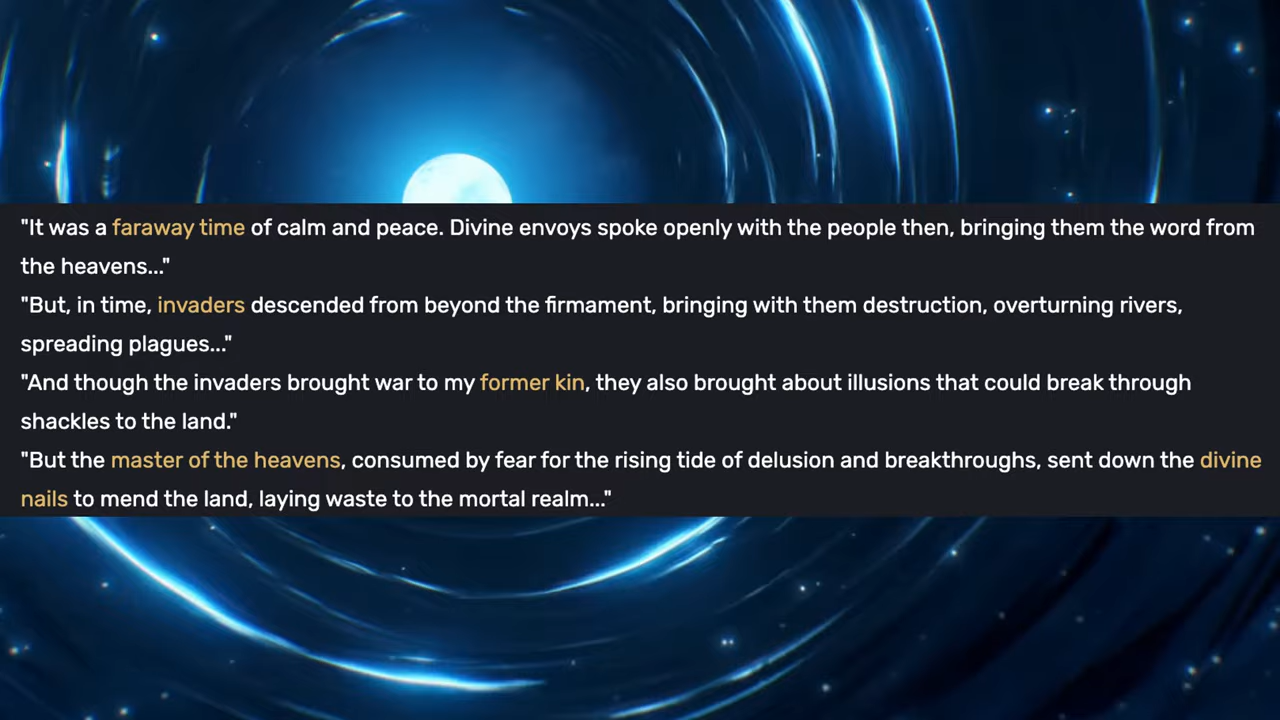 "It was a faraway time of calm and peace. Divine envoys spoke openly with the people then, bringing them the word from
the heavens..."
"But, in time, invaders descended from beyond the firmament, bringing with them destruction, overturning rivers,
spreading plagues..."
"And though the invaders brought war to my former kin, they also brought about illusions that could break through
shackles to the land."
"But the master of the heavens, consumed by fear for the rising tide of delusion and breakthroughs, sent down the divine
nails to mend the land, laying waste to the mortal realm..."